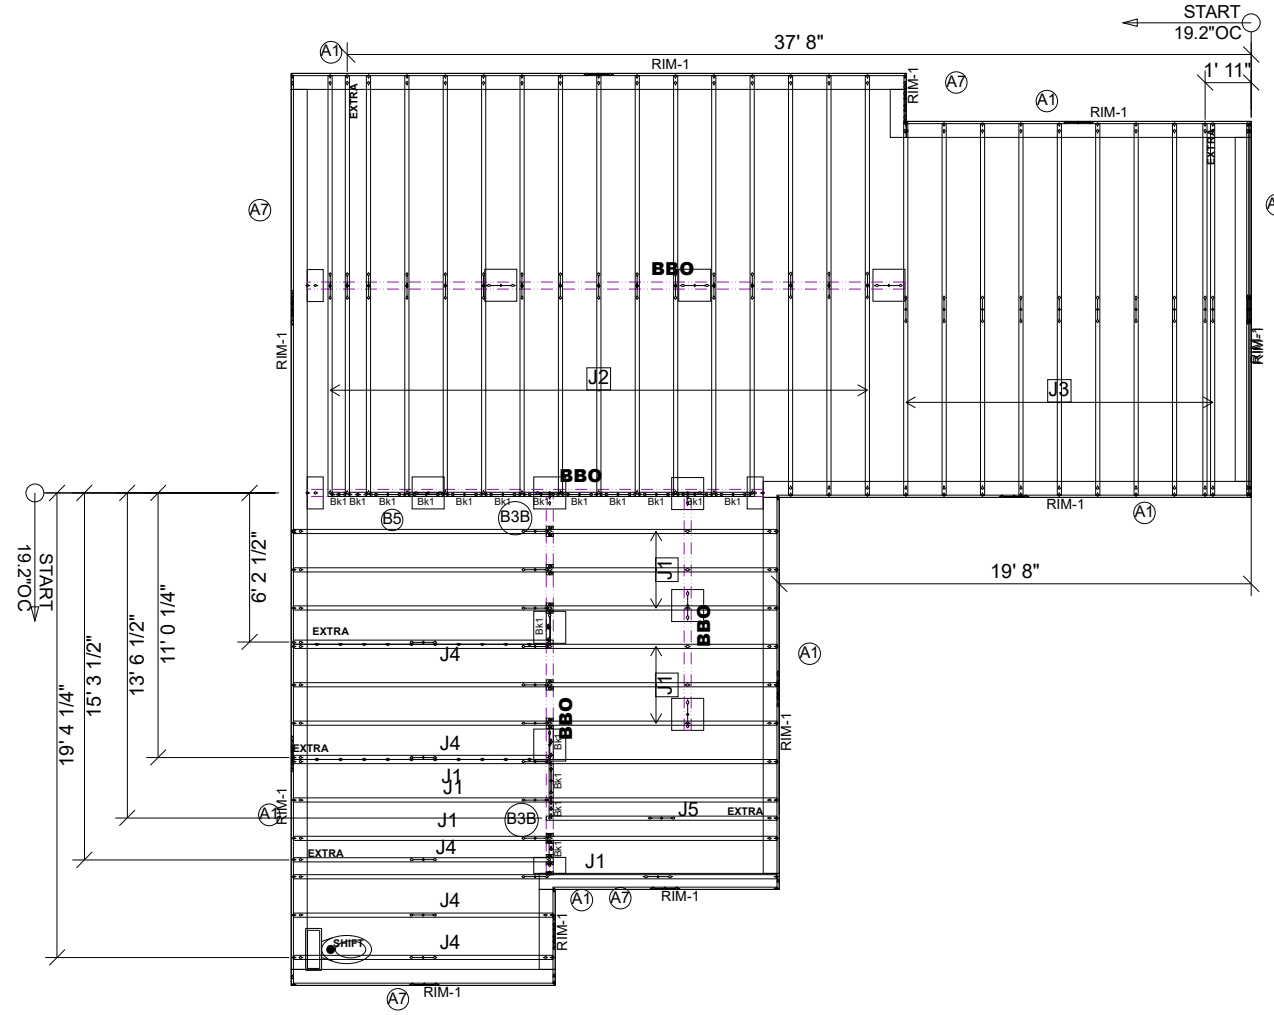 START
19.2"OC
37' 8"
1' 11"
A1
RIM-1
RIM-1
A7
A1
RIM-1
EXTRA
EXTRA
A7
BBO
RIM-1
RIM-1
J2
J3
BBO
Bk1
Bk1
Bk1
Bk1
Bk1
Bk1
Bk1
Bk1
Bk1
Bk1
Bk1
B5
B3B
RIM-1
A1
START
19.2"OC
6' 2 1/2"
11' 0 1/4"
13' 6 1/2"
15' 3 1/2"
19' 4 1/4"
19' 8"
J1
EXTRA
Bk1
BBO
J4
A1
J1
BBO
RIM-1
J4
Bk1
EXTRA
J1
J1
Bk1
A1
RIM-1
J1
B3B
Bk1
J5
EXTRA
J4
EXTRA
Bk1
J1
J4
A1
A7
RIM-1
RIM-1
J4
SHIFT
A7
RIM-1